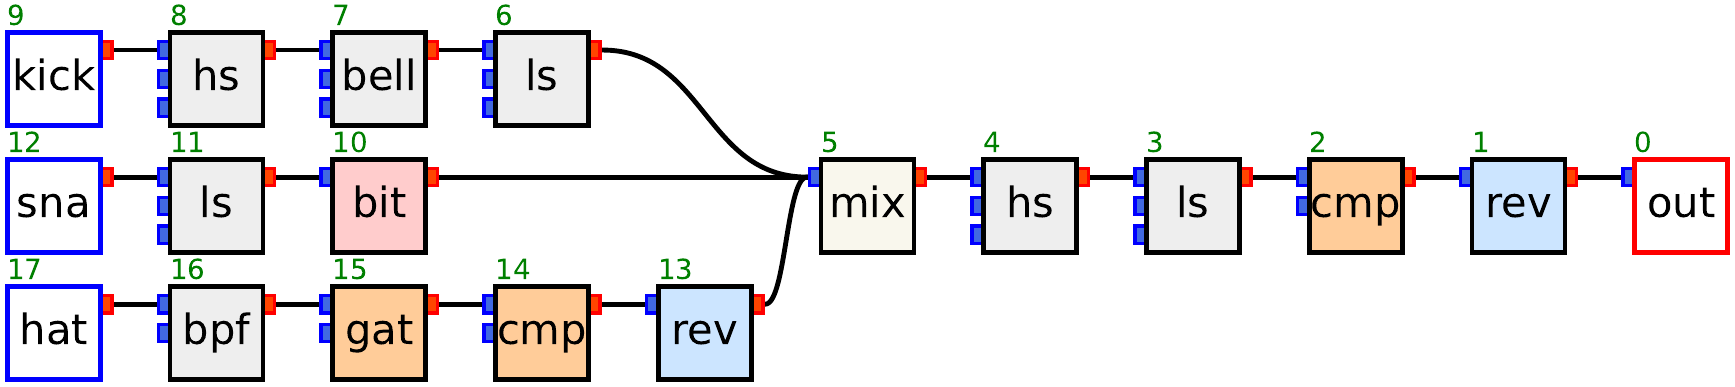 9 8 7 6
kick hs bell ls
12 11 10 5 4 3 2 1 0
sna ls bit mix hs ls cmp rev out
17 16 15 14 13
hat bpf gat cmp rev